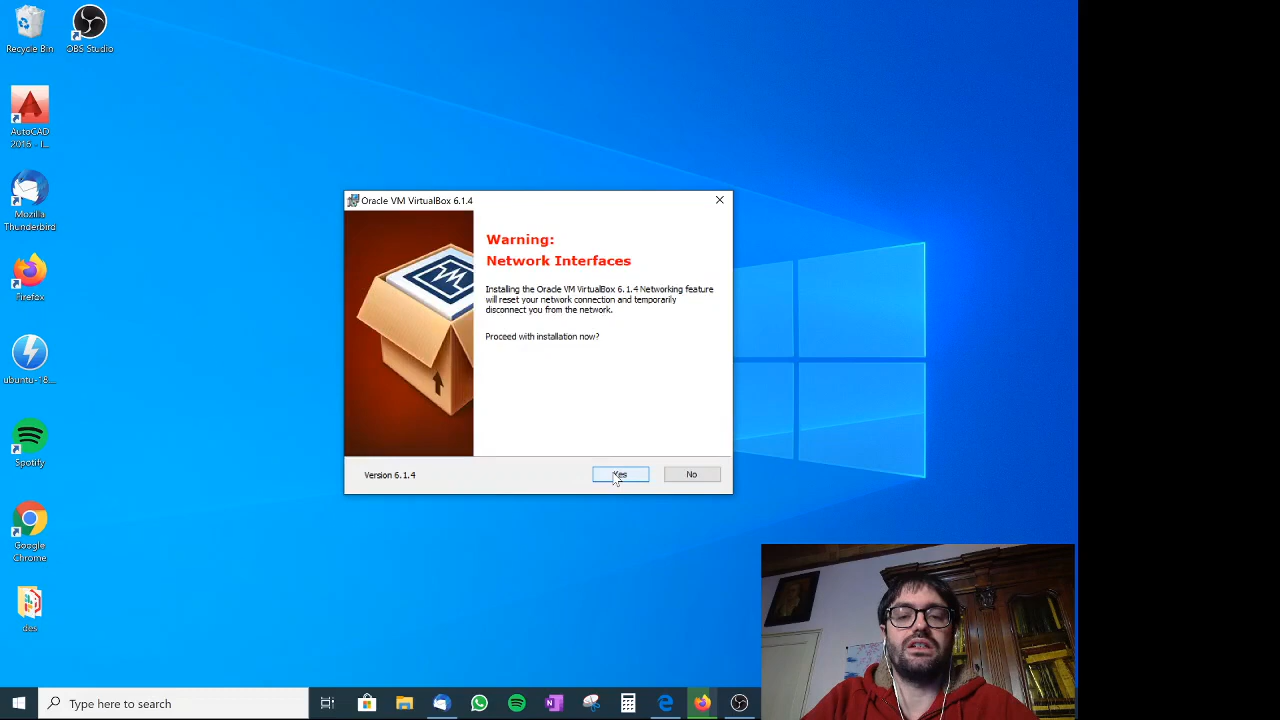 Recycle Bin
OBS Studio
AutoCAD
2016 - I...
Mozilla
Thunderbird
Firefox
ubuntu-18....
Spotify
Google
Chrome
des
Oracle VM VirtualBox 6.1.4
Warning:
Network Interfaces
Installing the Oracle VM VirtualBox 6.1.4 Networking feature
will reset your network connection and temporarily
disconnect you from the network.
Proceed with installation now?
Version 6.1.4
Yes
No
Type here to search